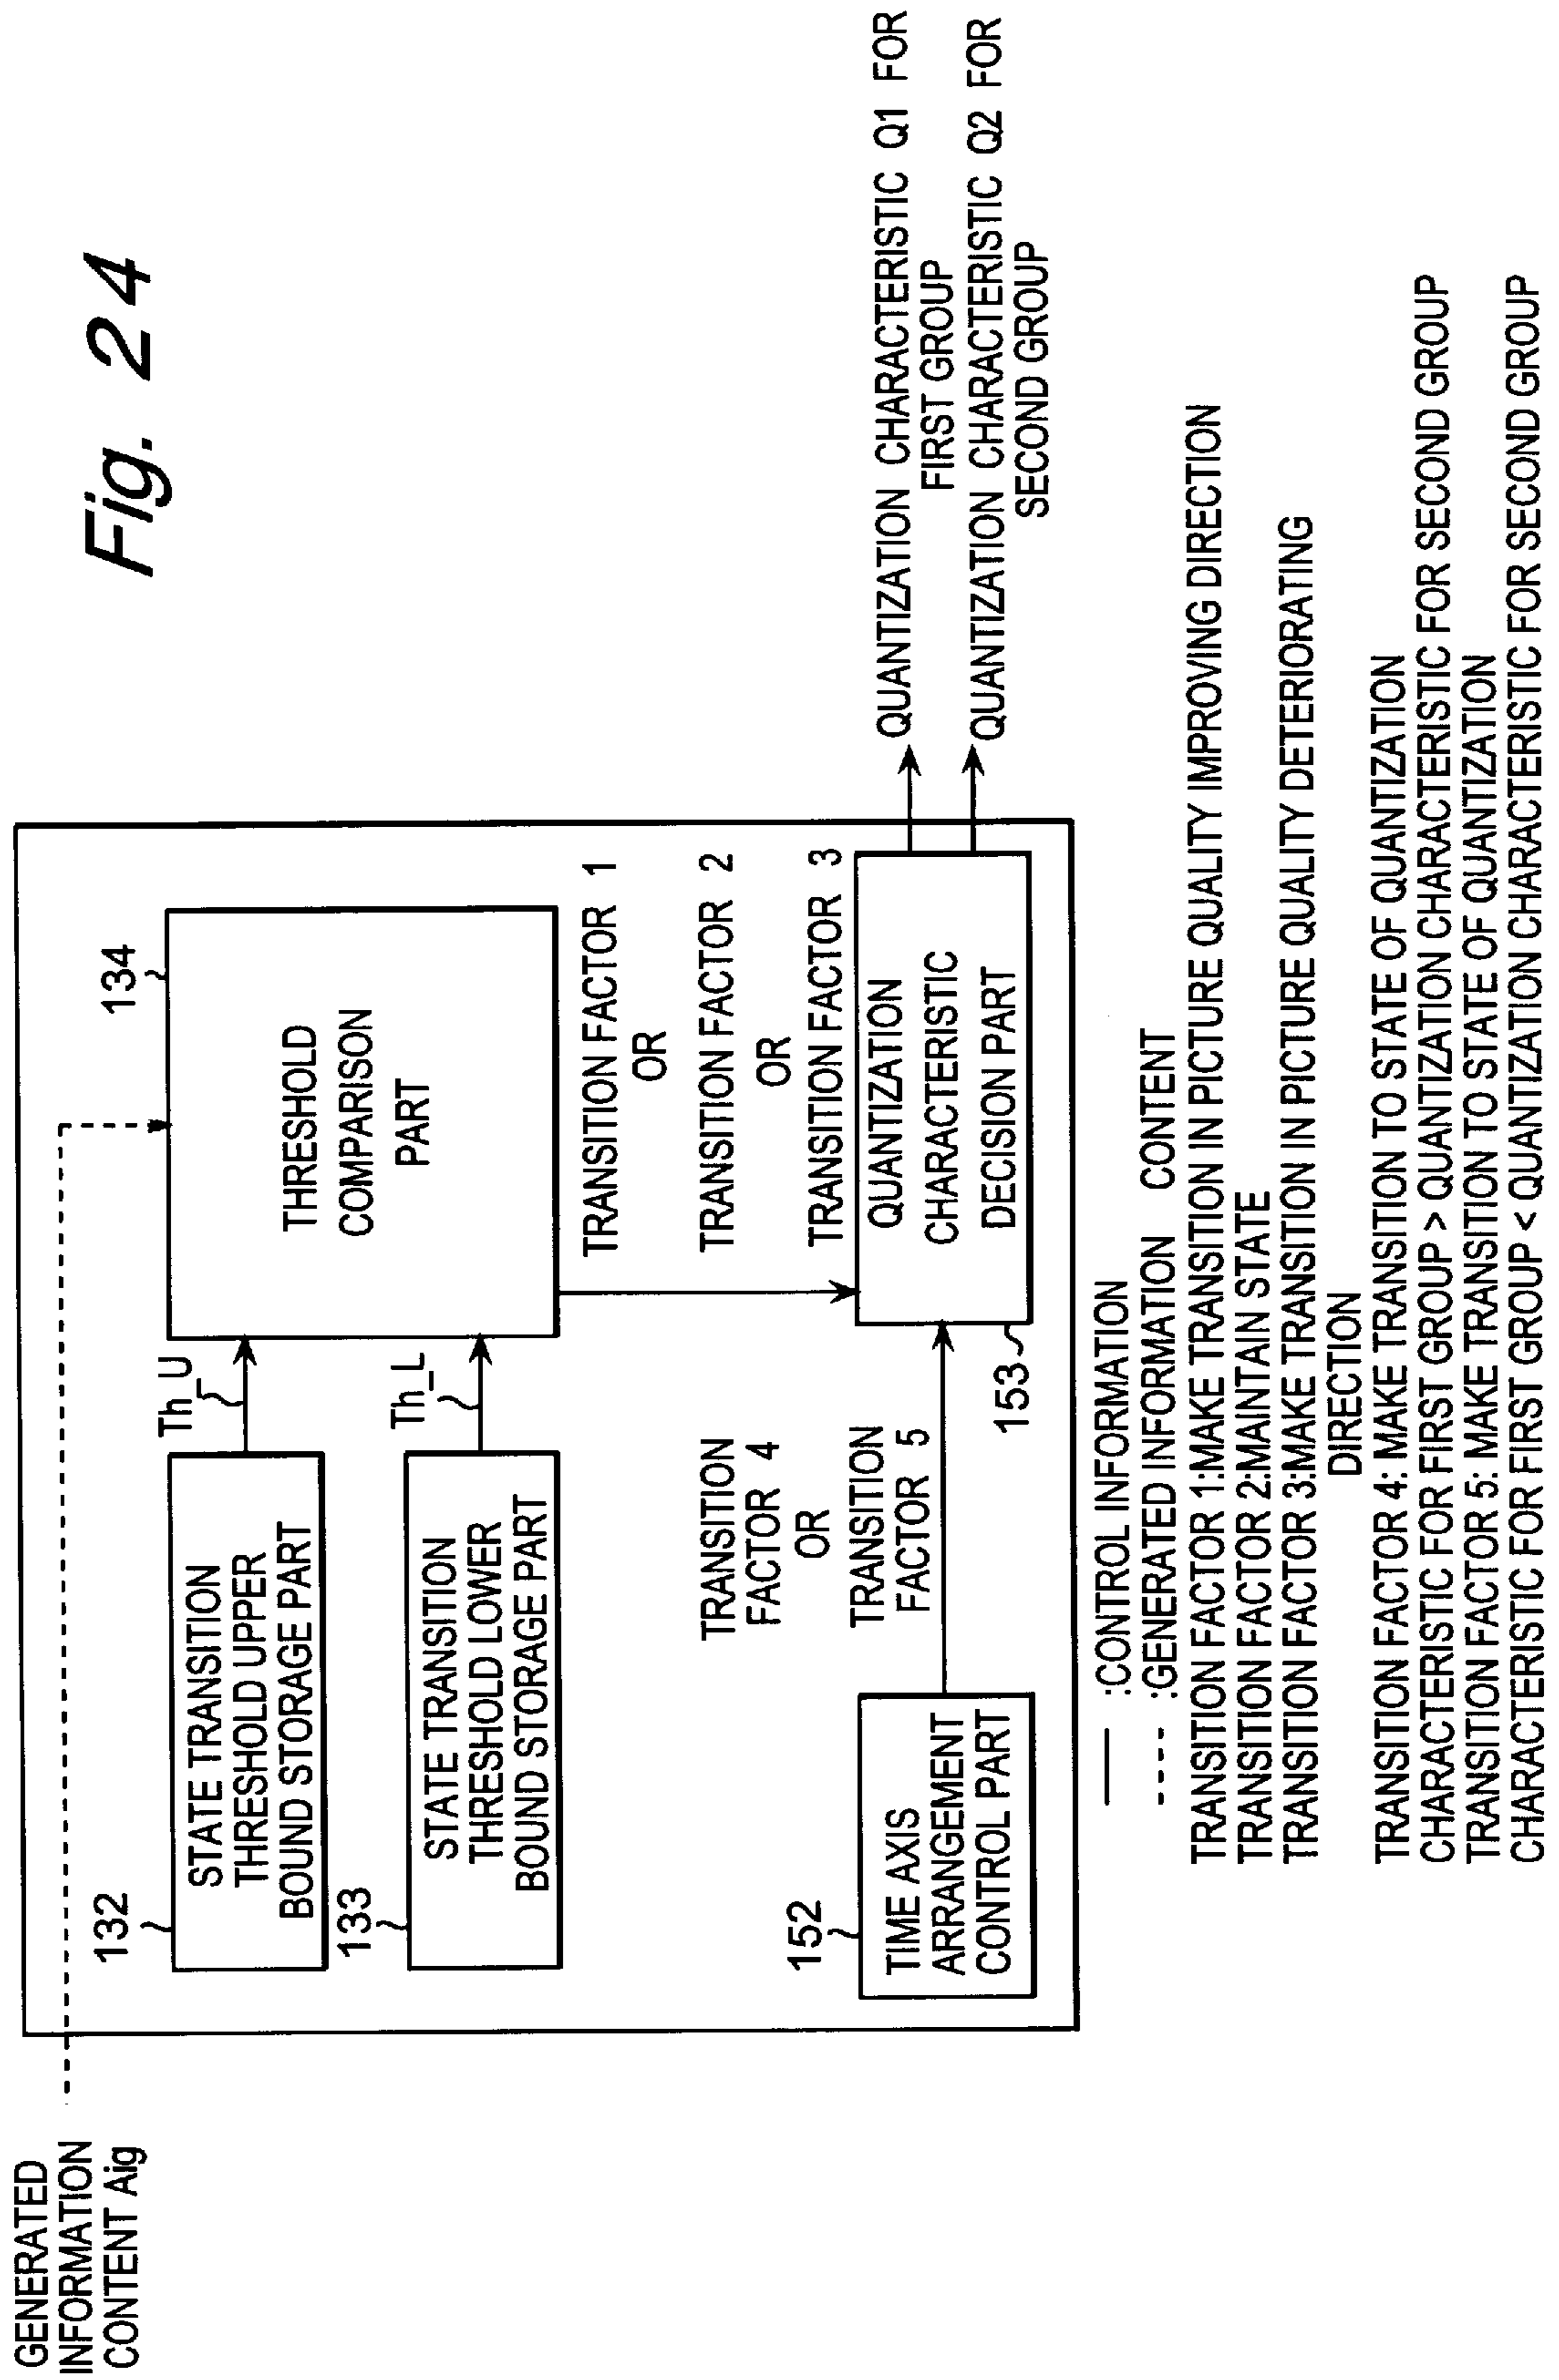 Fig. 24
GENERATED
INFORMATION
CONTENT Aig
132
STATE TRANSITION
THRESHOLD UPPER
BOUND STORAGE PART
Th_U
134
THRESHOLD
COMPARISON
PART
133
STATE TRANSITION
THRESHOLD LOWER
BOUND STORAGE PART
Th_L
TRANSITION FACTOR 1
OR
TRANSITION FACTOR 2
OR
TRANSITION FACTOR 3
TRANSITION
FACTOR 4
OR
TRANSITION
FACTOR 5
152
TIME AXIS
ARRANGEMENT
CONTROL PART
153
QUANTIZATION
CHARACTERISTIC
DECISION PART
QUANTIZATION CHARACTERISTIC Q1 FOR
FIRST GROUP
QUANTIZATION CHARACTERISTIC Q2 FOR
SECOND GROUP
:CONTROL INFORMATION
:GENERATED INFORMATION CONTENT
TRANSITION FACTOR 1:MAKE TRANSITION IN PICTURE QUALITY IMPROVING DIRECTION
TRANSITION FACTOR 2:MAINTAIN STATE
TRANSITION FACTOR 3:MAKE TRANSITION IN PICTURE QUALITY DETERIORATING
DIRECTION
TRANSITION FACTOR 4: MAKE TRANSITION TO STATE OF QUANTIZATION
CHARACTERISTIC FOR FIRST GROUP > QUANTIZATION CHARACTERISTIC FOR SECOND GROUP
TRANSITION FACTOR 5: MAKE TRANSITION TO STATE OF QUANTIZATION
CHARACTERISTIC FOR FIRST GROUP < QUANTIZATION CHARACTERISTIC FOR SECOND GROUP